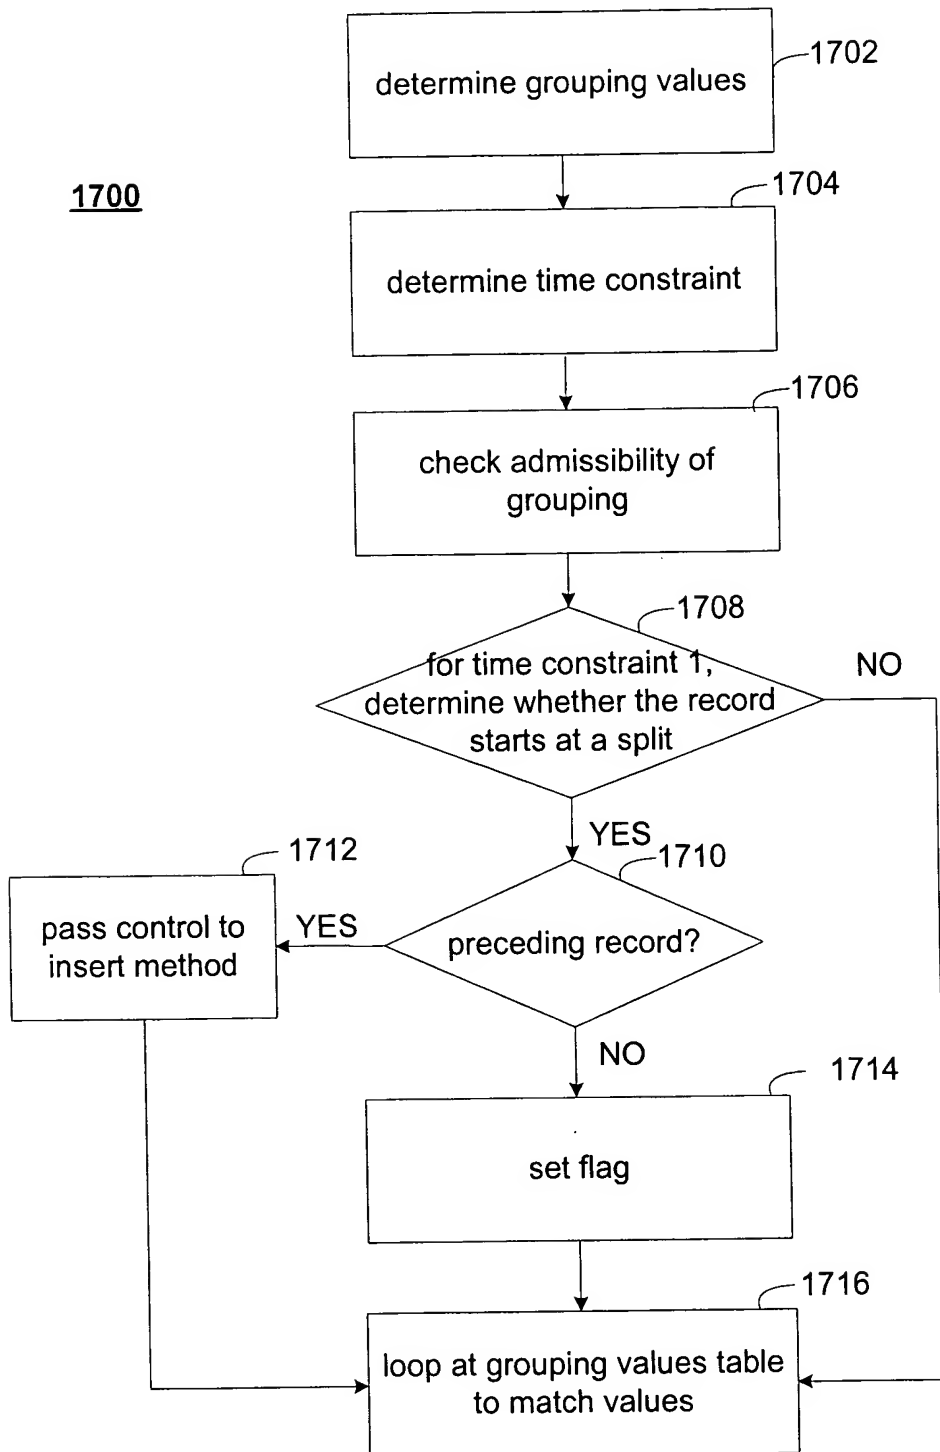 1702
determine grouping values
1700
1704
determine time constraint
1706
check admissibility of
grouping
1708
for time constraint 1,
determine whether the record
starts at a split
NO
YES
1710
preceding record?
1712
YES
pass control to
insert method
NO
1714
set flag
1716
loop at grouping values table
to match values